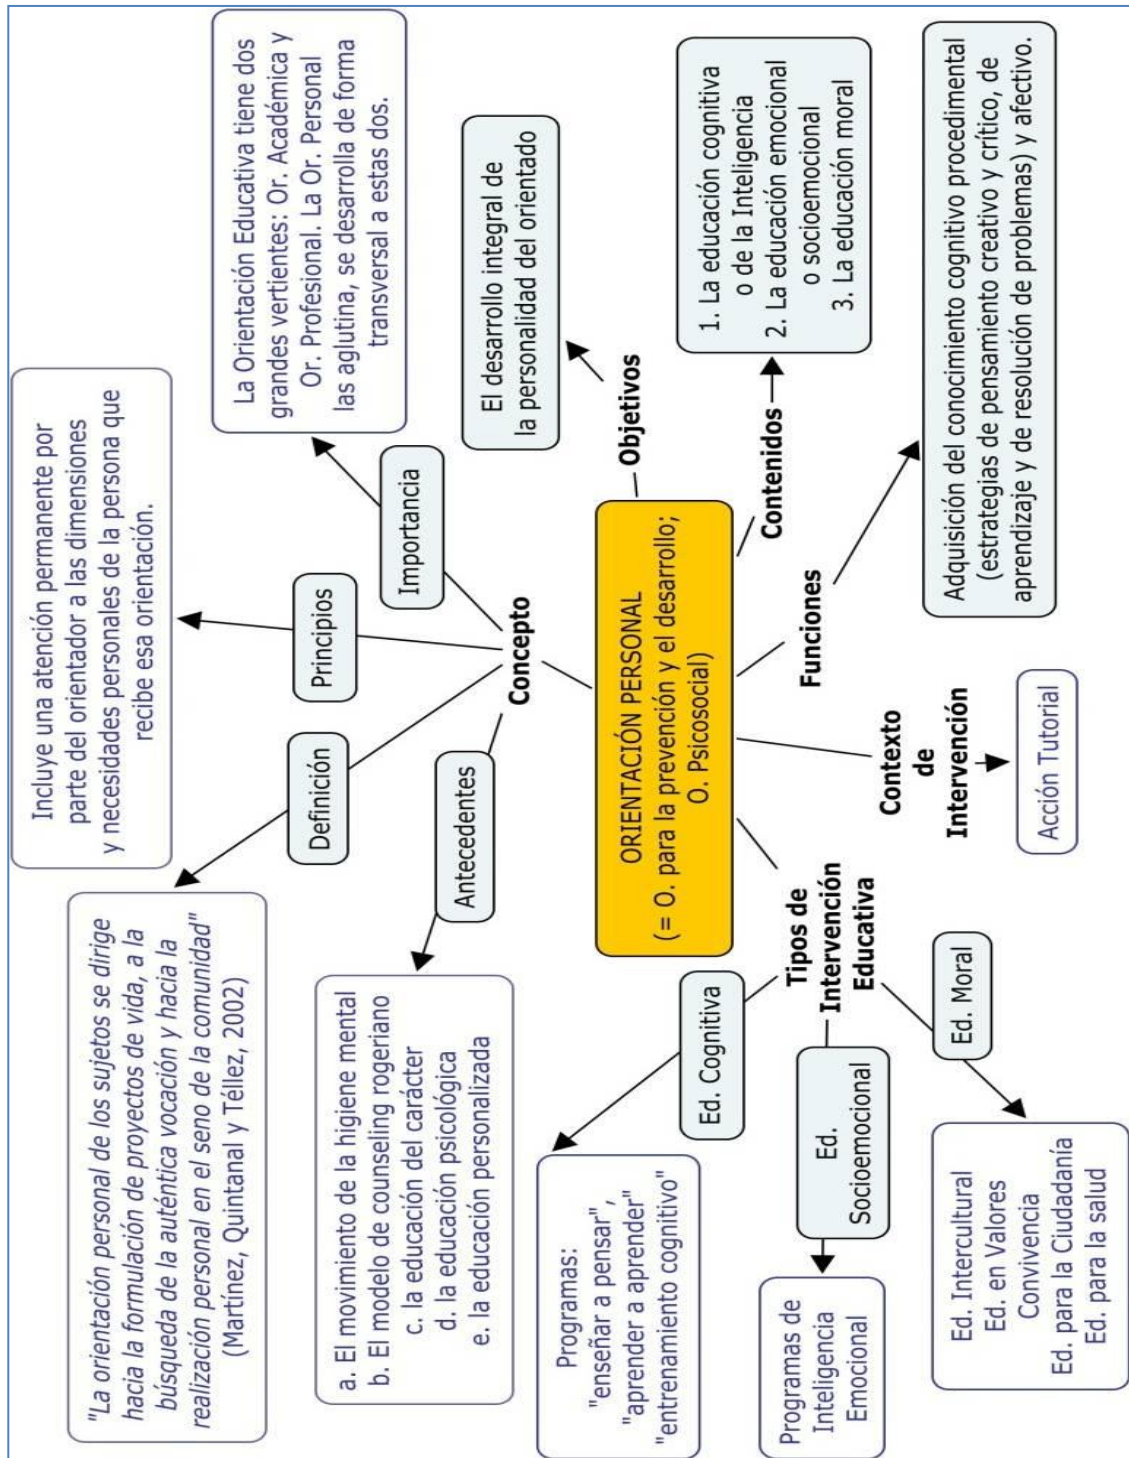 "La orientación personal de los sujetos se dirige
hacia la formulación de proyectos de vida, a la
búsqueda de la auténtica vocación y hacia la
realización personal en el seno de la comunidad"
(Martínez, Quintanal y Téllez, 2002)
Incluye una atención permanente por
parte del orientador a las dimensiones
y necesidades personales de la persona que
recibe esa orientación.
La Orientación Educativa tiene dos
grandes vertientes: Or. Académica y
Or. Profesional. La Or. Personal
las aglutina, se desarrolla de forma
transversal a estas dos.
Definición
Principios
Importancia
a. El movimiento de la higiene mental
b. El modelo de counseling rogeriano
c. la educación del carácter
d. la educación psicológica
e. la educación personalizada
Antecedentes
Concepto
El desarrollo integral de
la personalidad del orientado
Objetivos
ORIENTACIÓN PERSONAL
(= O. para la prevención y el desarrollo;
O. Psicosocial)
Contenidos
1. La educación cognitiva
o de la Inteligencia
2. La educación emocional
o socioemocional
3. La educación moral
Programas:
"enseñar a pensar",
"aprender a aprender"
"entrenamiento cognitivo"
Ed. Cognitiva
Tipos de
Intervención
Educativa
Funciones
Contexto
de
Intervención
Ed.
Socioemocional
Ed. Moral
Programas de
Inteligencia
Emocional
Ed. Intercultural
Ed. en Valores
Convivencia
Ed. para la Ciudadanía
Ed. para la salud
Acción Tutorial
Adquisición del conocimiento cognitivo procedimental
(estrategias de pensamiento creativo y crítico, de
aprendizaje y de resolución de problemas) y afectivo.